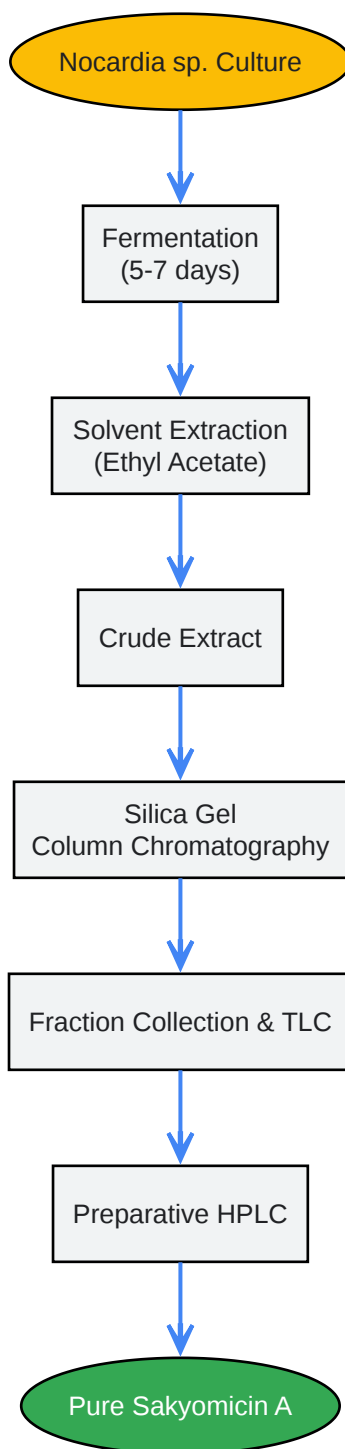 Nocardia sp. Culture
Fermentation
(5-7 days)
Solvent Extraction
(Ethyl Acetate)
Crude Extract
Silica Gel
Column Chromatography
Fraction Collection & TLC
Preparative HPLC
Pure Sakyomicin A